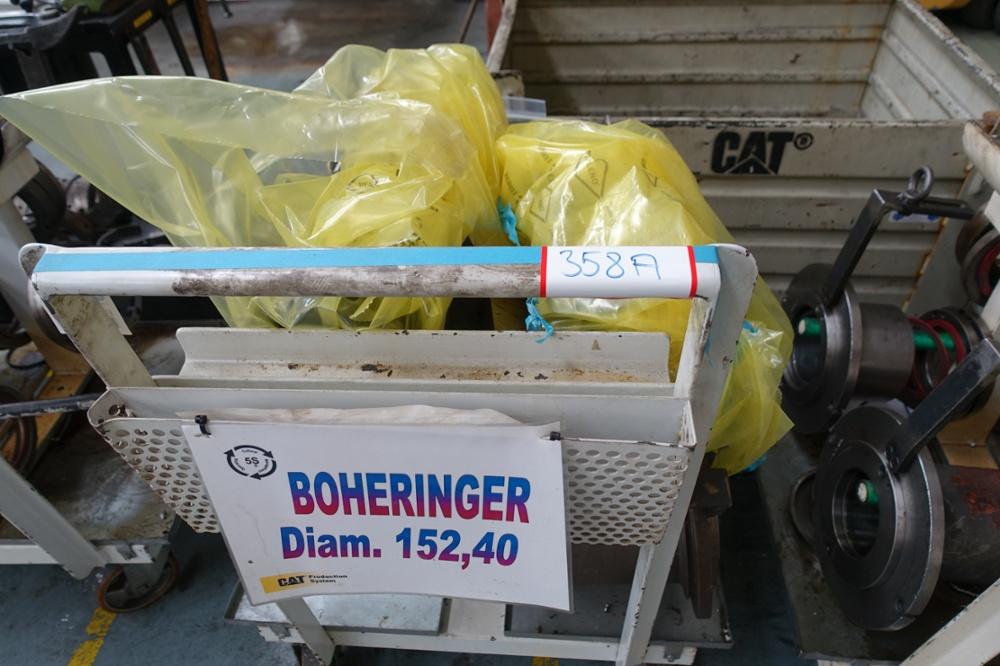 CAT®
358A
5S
BOHERINGER
Diam. 152,40
CAT Production
System